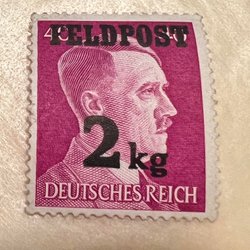 FELDPOST
2 kg
DEUTSCHES REICH